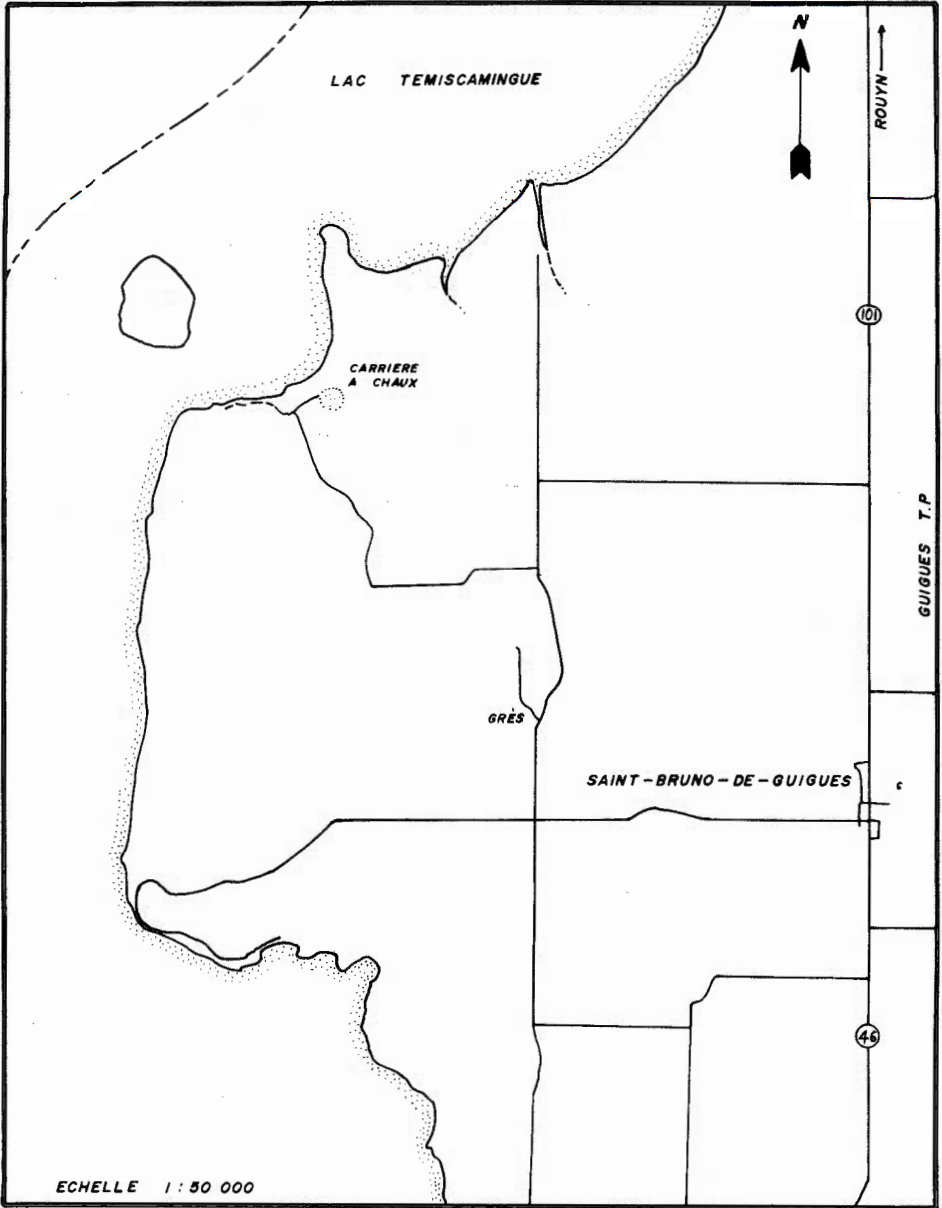 N
LAC TEMISCAMINGUE
ROUYN
101
CARRIERE
A CHAUX
GUIGUES T.P
GRÈS
SAINT-BRUNO-DE-GUIGUES
c
46
ECHELLE 1:50 000